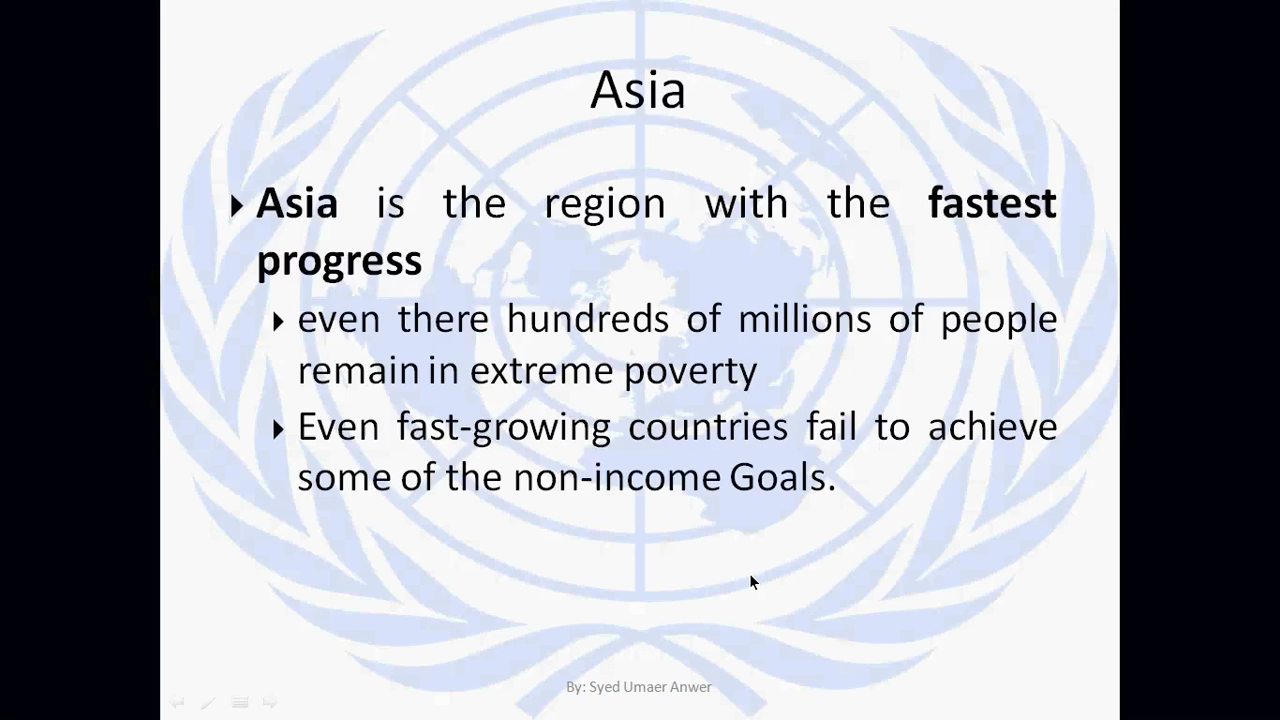 Asia
Asia is the region with the fastest
progress
even there hundreds of millions of people
remain in extreme poverty
Even fast-growing countries fail to achieve
some of the non-income Goals.
By: Syed Umaer Anwer